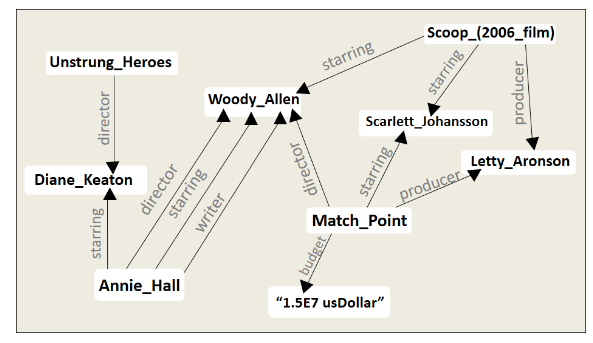 Scoop_(2006_film)
starring
Unstrung_Heroes
starring
producer
Woody_Allen
director
Scarlett_Johansson
Letty_Aronson
Diane_Keaton
director
starring
writer
director
starring
producer
Match_Point
starring
budget
Annie_Hall
“1.5E7 usDollar”